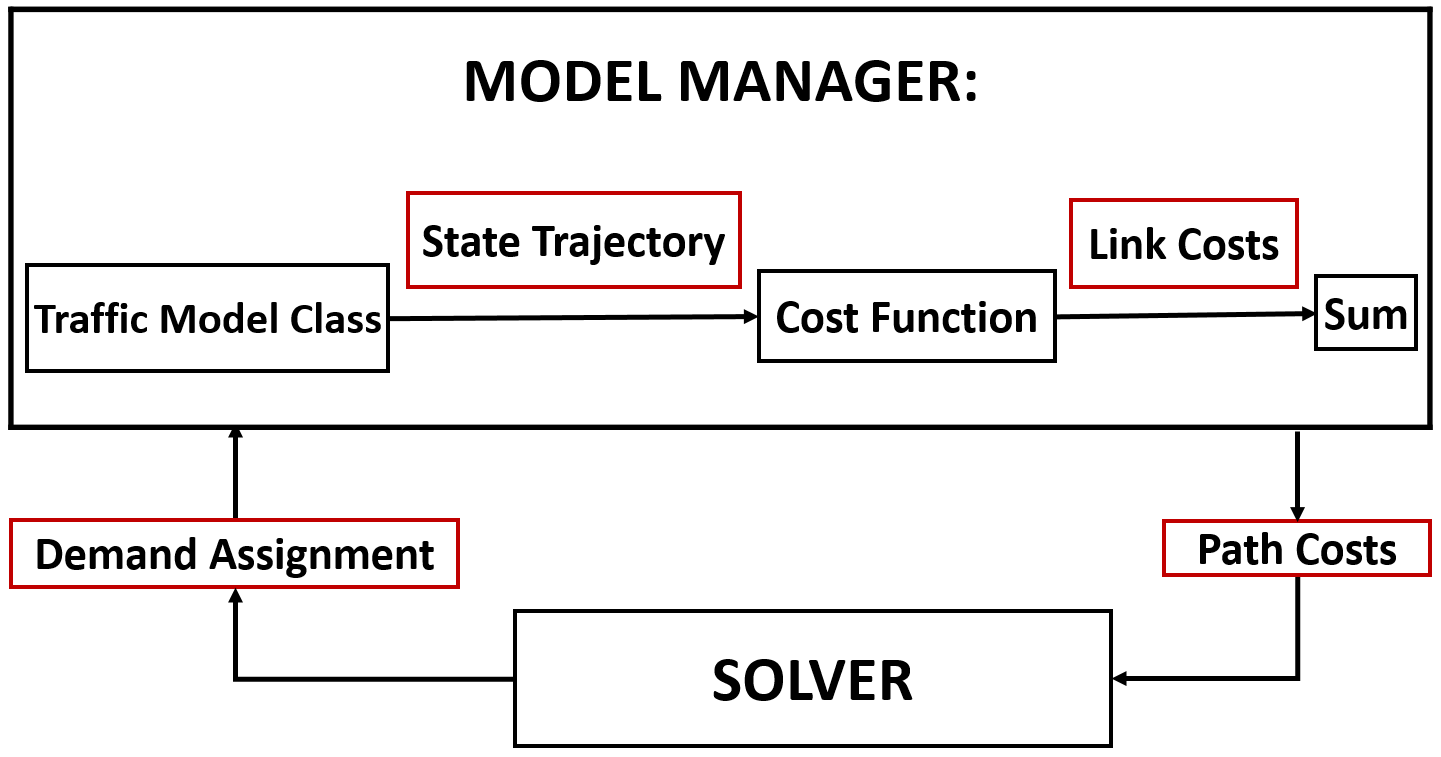 MODEL MANAGER:
State Trajectory
Link Costs
Traffic Model Class
Cost Function
Sum
Demand Assignment
Path Costs
SOLVER